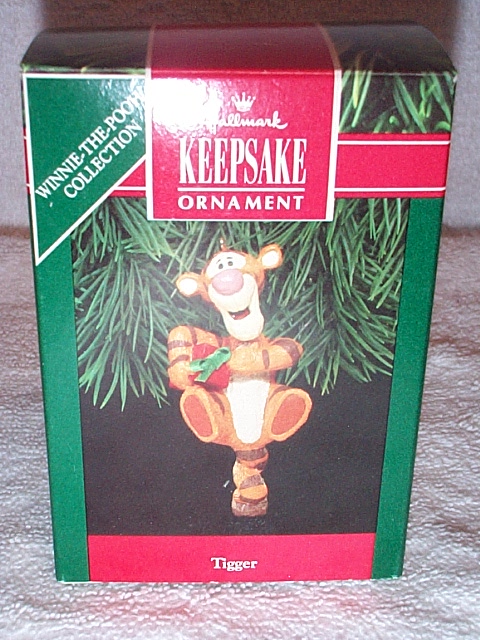 WINNIE-THE-POOH
COLLECTION
Hallmark
KEEPSAKE
ORNAMENT
Tigger